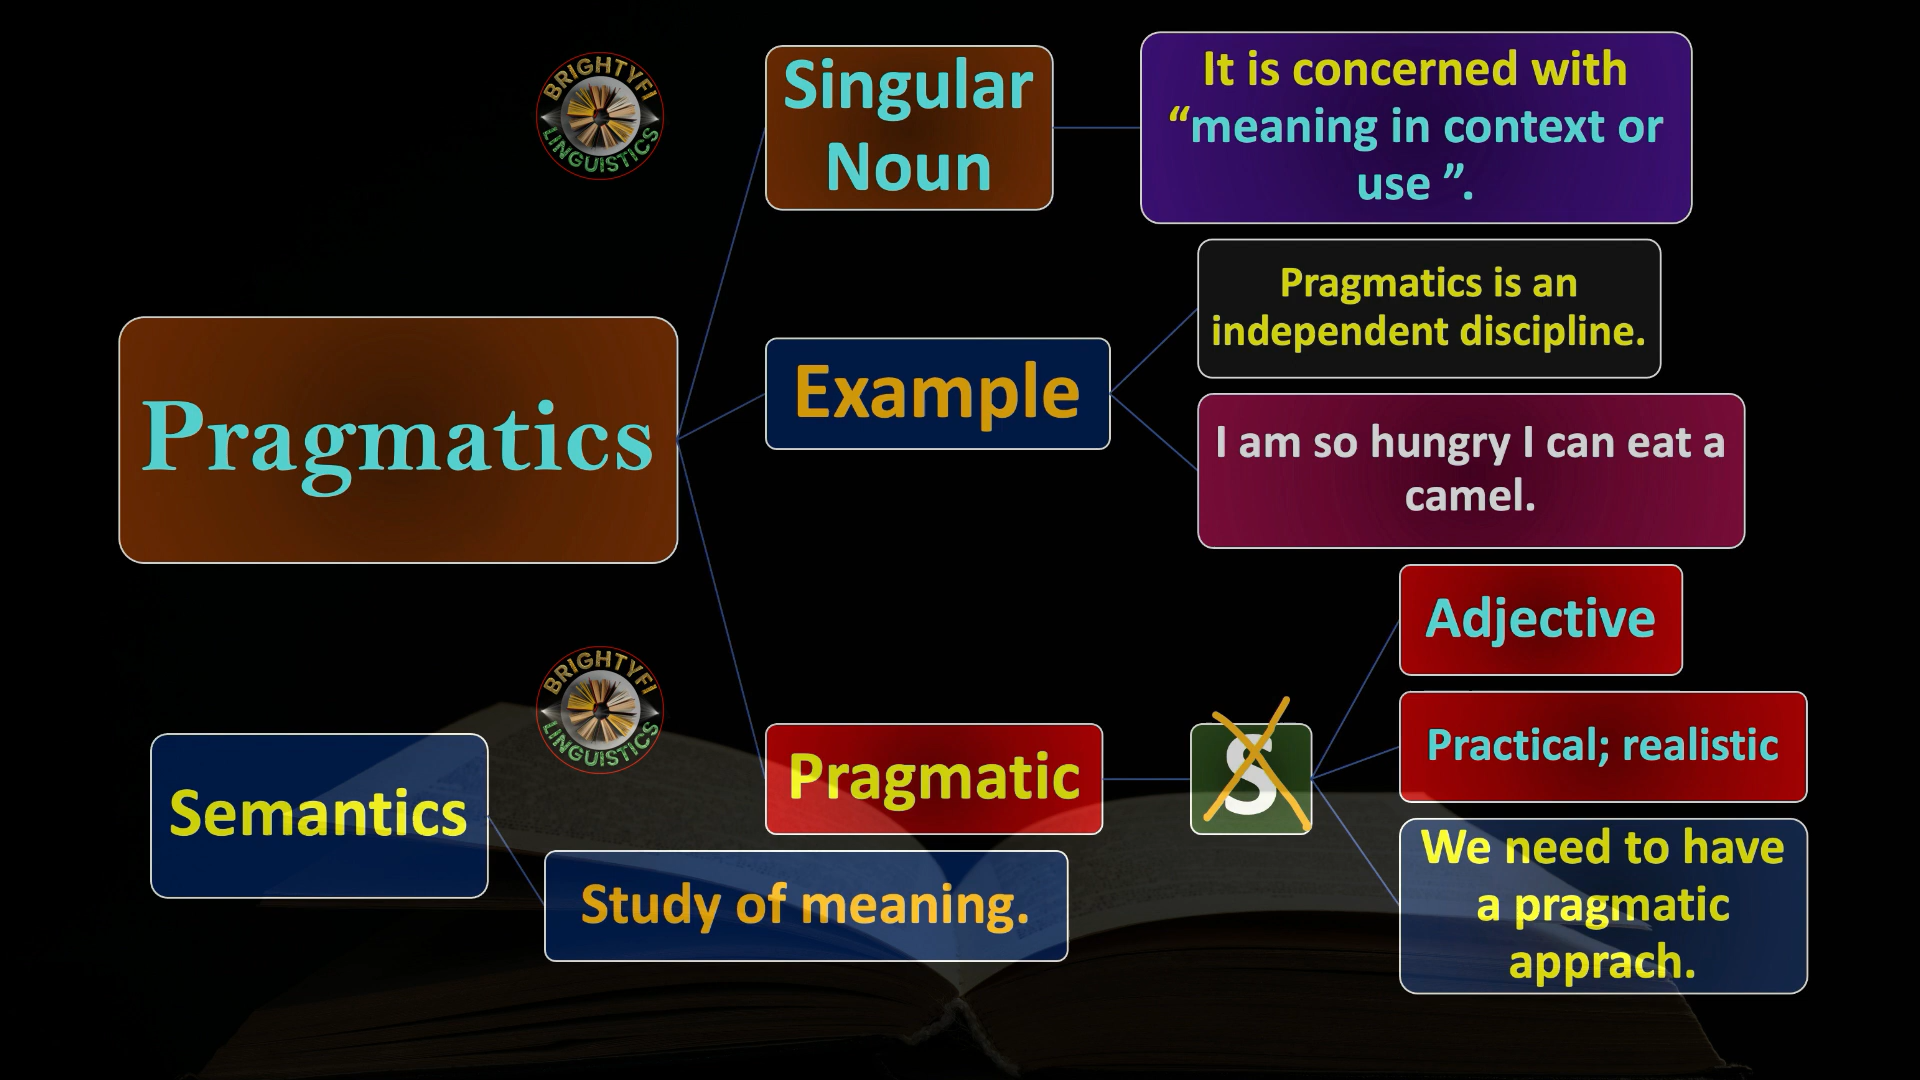 BRIGHTYFI
LINGUISTICS
Singular
Noun
It is concerned with
“meaning in context or
use ”.
Pragmatics
Example
Pragmatics is an
independent discipline.
I am so hungry I can eat a
camel.
BRIGHTYFI
LINGUISTICS
Pragmatic
S
Adjective
Practical; realistic
We need to have
a pragmatic
apprach.
Semantics
Study of meaning.